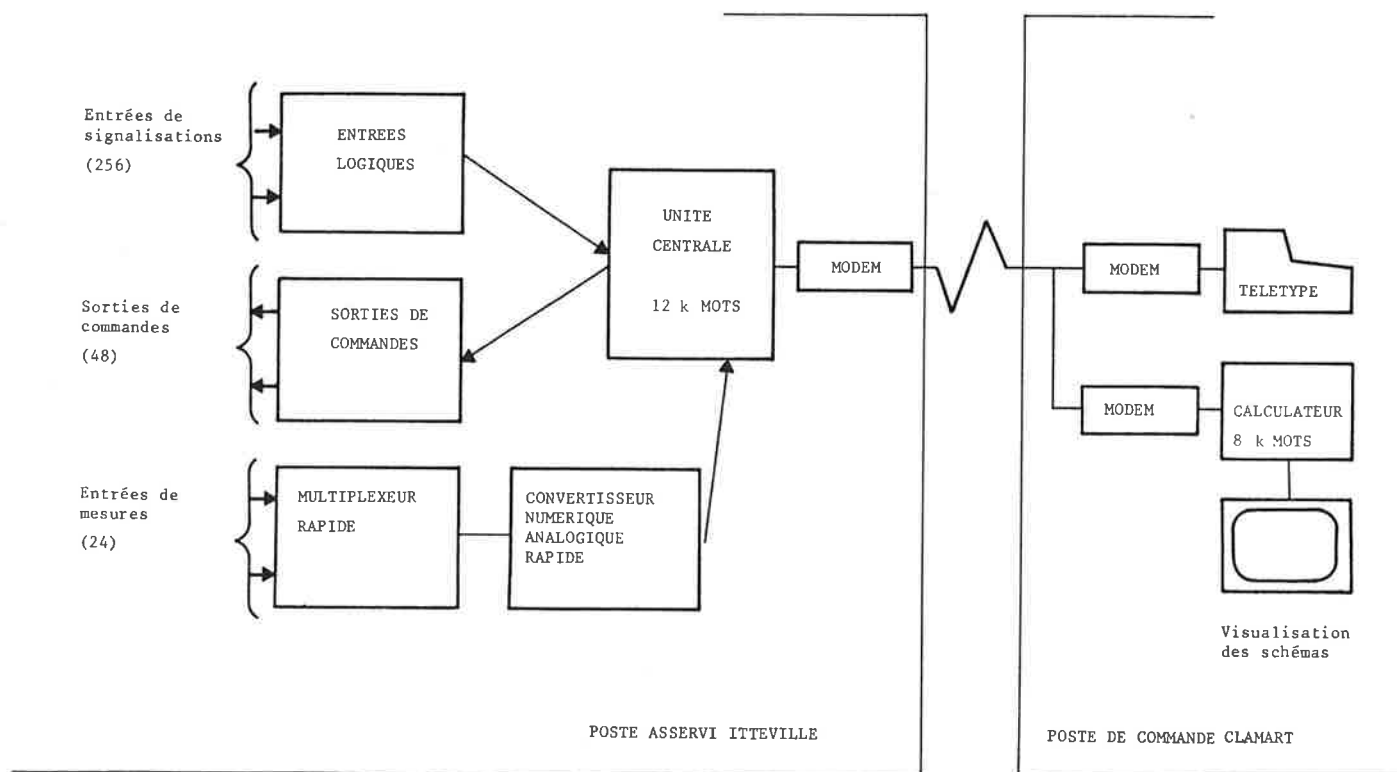 Entrées de
signalisations
(256)
ENTREES
LOGIQUES
Sorties de
commandes
(48)
SORTIES DE
COMMANDES
Entrées de
mesures
(24)
MULTIPLEXEUR
RAPIDE
CONVERTISSEUR
NUMERIQUE
ANALOGIQUE
RAPIDE
UNITE
CENTRALE
12 k MOTS
MODEM
MODEM
TELETYPE
MODEM
CALCULATEUR
8 k MOTS
Visualisation
des schémas
POSTE ASSERVI ITTEVILLE
POSTE DE COMMANDE CLAMART